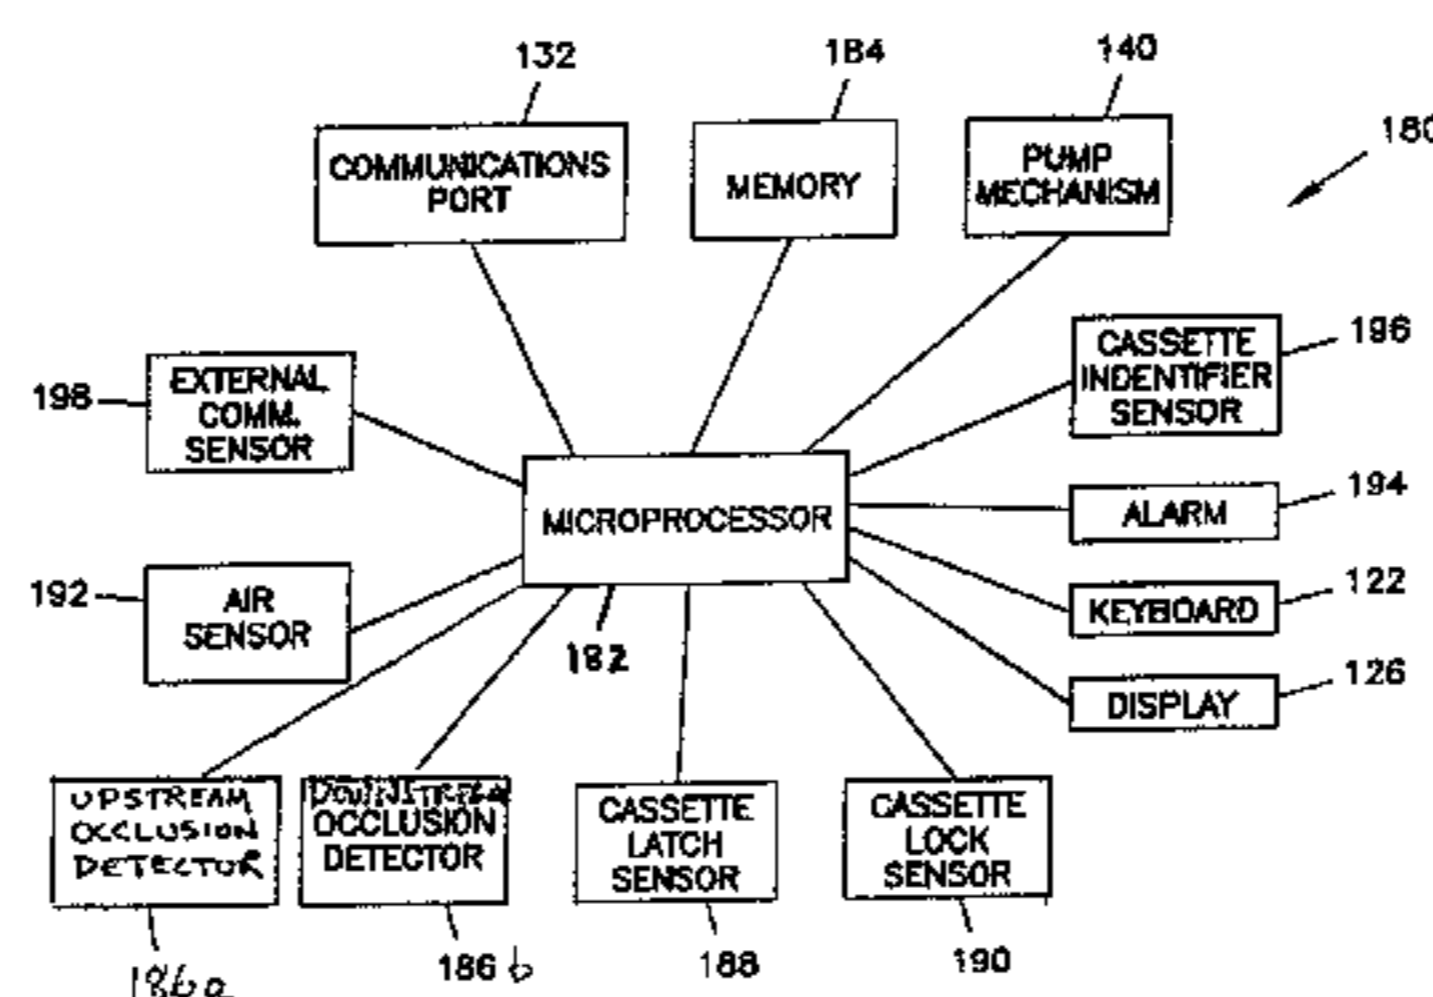 132
184
140
180
COMMUNICATIONS
PORT
MEMORY
PUMP
MECHANISM
198
EXTERNAL
COMM.
SENSOR
CASSETTE
INDENTIFIER
SENSOR
196
MICROPROCESSOR
ALARM
194
192
AIR
SENSOR
182
KEYBOARD
122
DISPLAY
126
UPSTREAM
OCCLUSION
DETECTOR
DOWNSTREAM
OCCLUSION
DETECTOR
CASSETTE
LATCH
SENSOR
CASSETTE
LOCK
SENSOR
186a
186b
188
190